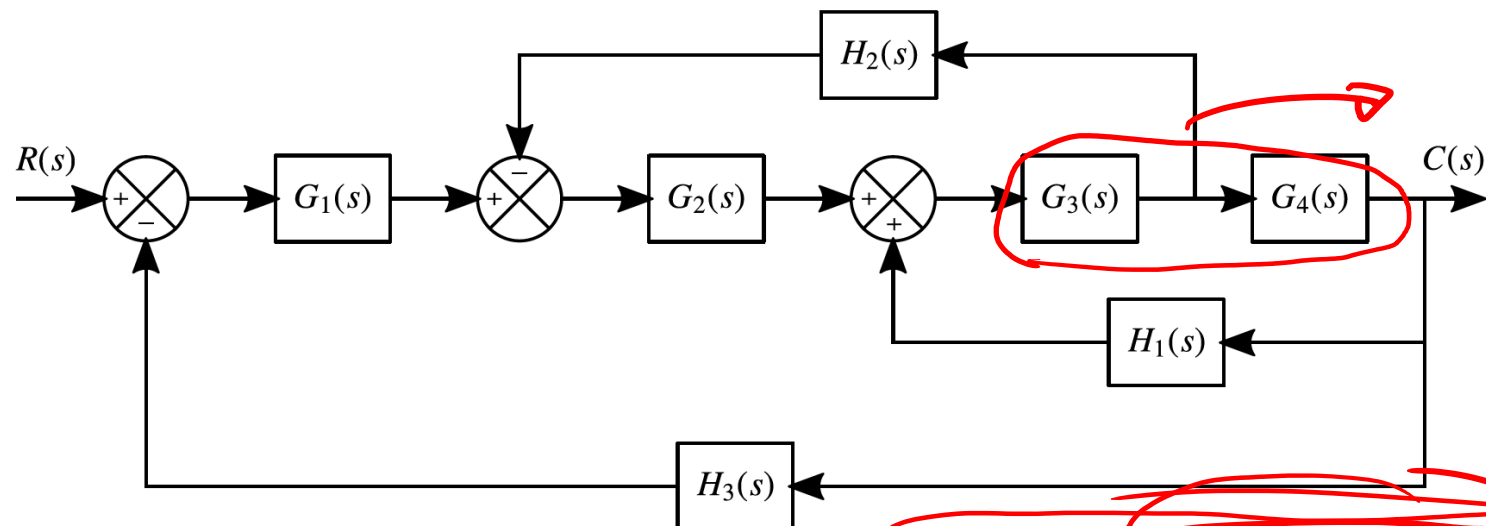 H₂(s)
R(s) + − G₁(s) + − G₂(s) + + G₃(s) G₄(s) C(s)
H₁(s)
H₃(s)